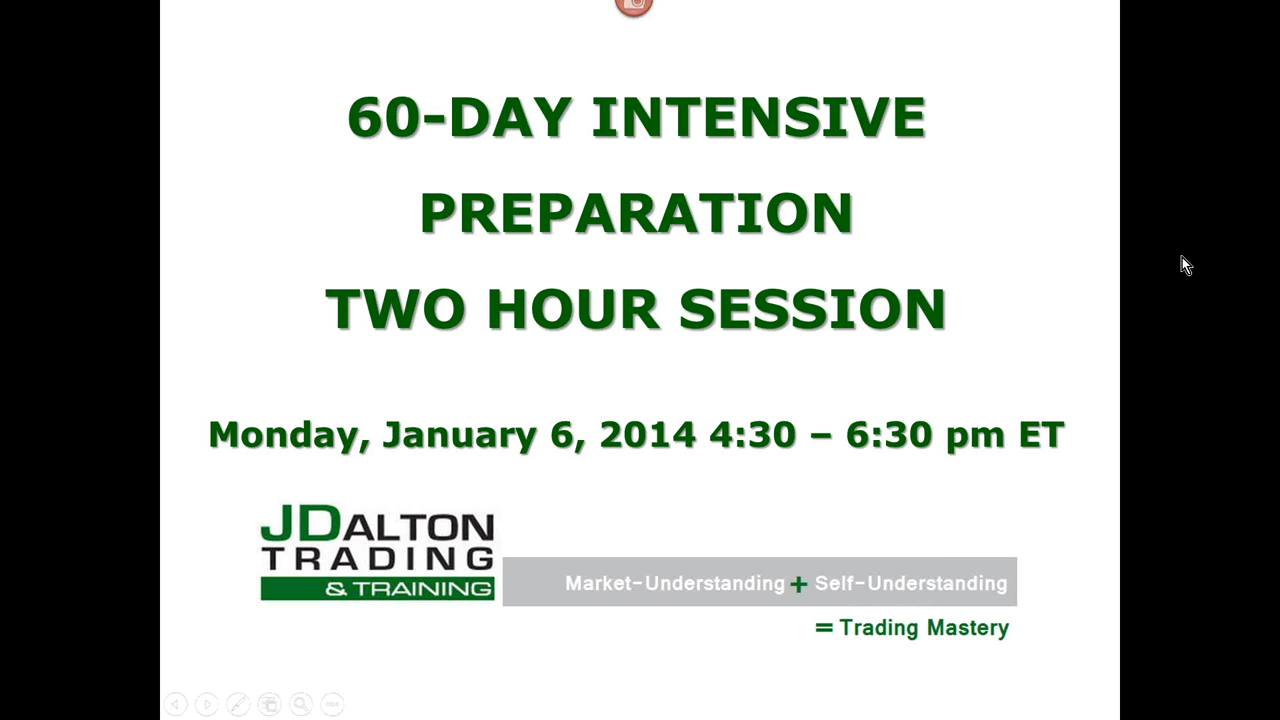 60-DAY INTENSIVE
PREPARATION
TWO HOUR SESSION
Monday, January 6, 2014 4:30 – 6:30 pm ET
JDALTON
TRADING
& TRAINING
Market-Understanding + Self-Understanding
= Trading Mastery